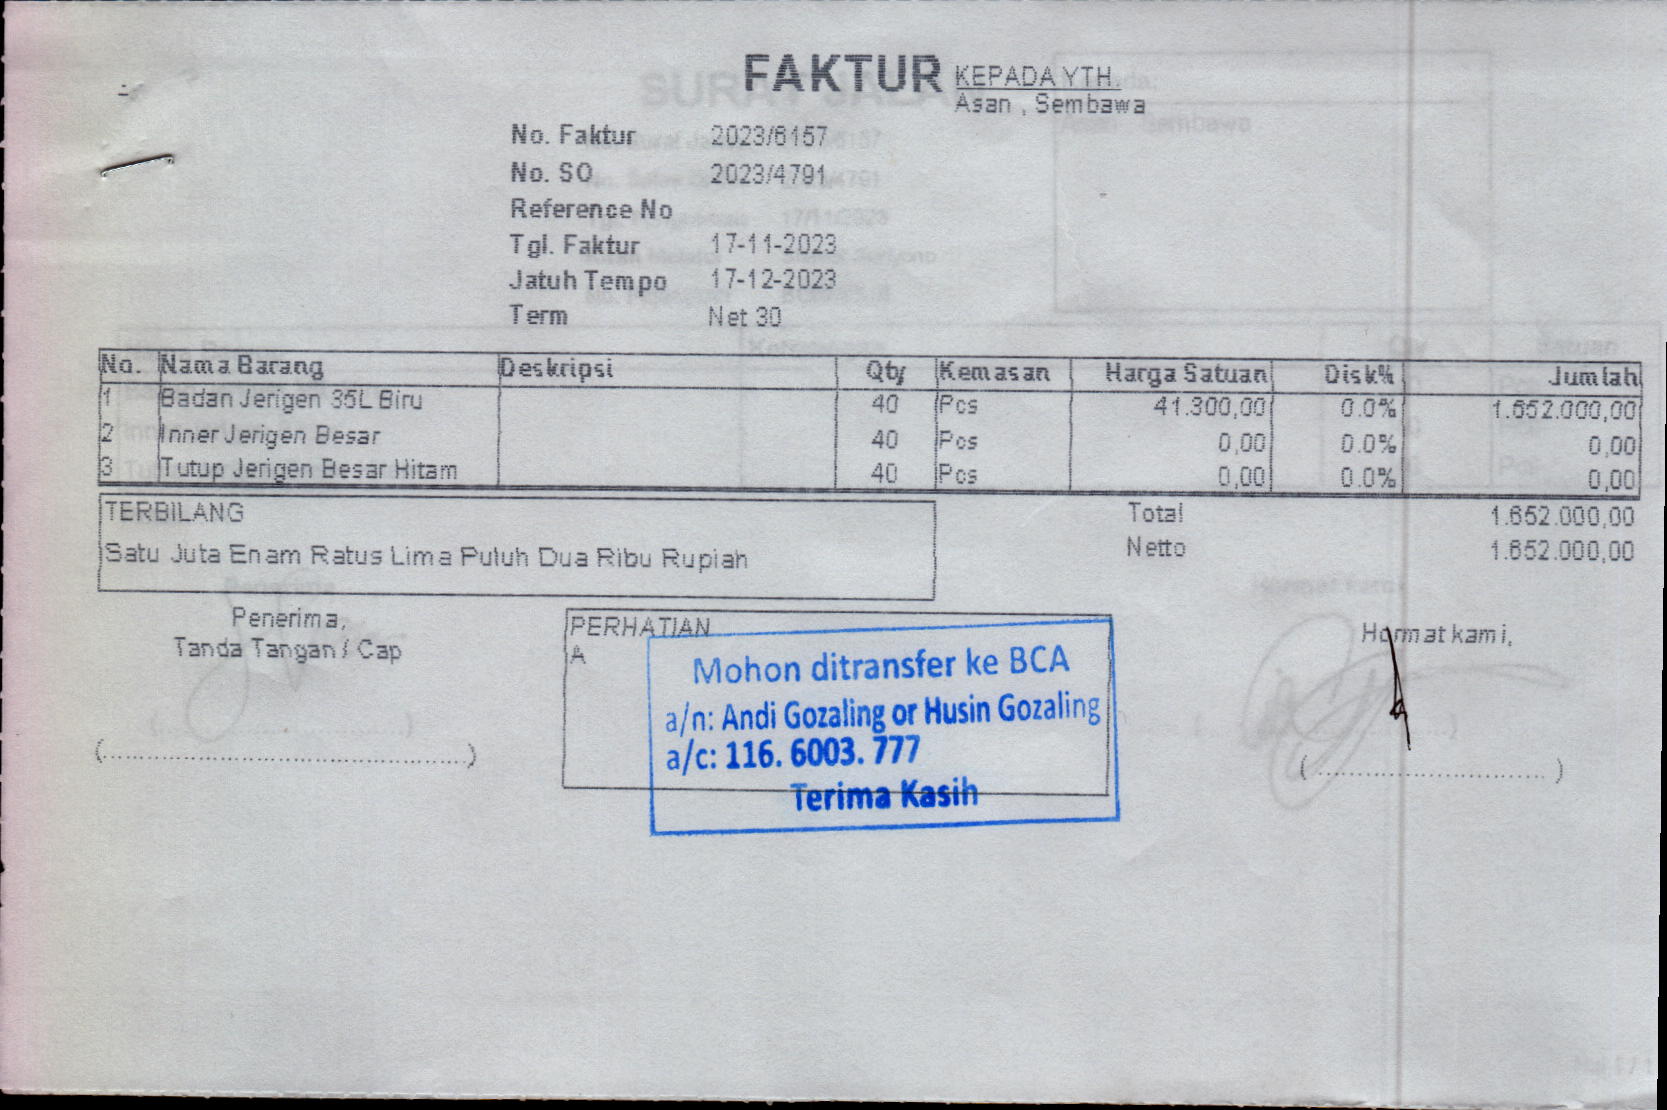 FAKTUR
KEPADA YTH.
Asan , Sembawa
No. Faktur 2023/6157
No. SO 2023/4791
Reference No
Tgl. Faktur 17-11-2023
Jatuh Tempo 17-12-2023
Term Net 30
No. Nama Barang Deskripsi Qty Kemasan Harga Satuan Disk% Jumlah
1 Badan Jerigen 35L Biru 40 Pcs 41.300,00 0.0% 1.652.000,00
2 Inner Jerigen Besar 40 Pcs 0,00 0.0% 0,00
3 Tutup Jerigen Besar Hitam 40 Pcs 0,00 0.0% 0,00
TERBILANG
Satu Juta Enam Ratus Lima Puluh Dua Ribu Rupiah
Total 1.652.000,00
Netto 1.652.000,00
Penerima,
Tanda Tangan / Cap
(..............................................)
PERHATIAN
A
Mohon ditransfer ke BCA
a/n: Andi Gozaling or Husin Gozaling
a/c: 116. 6003. 777
Terima Kasih
Hormat kami,
(..............................)